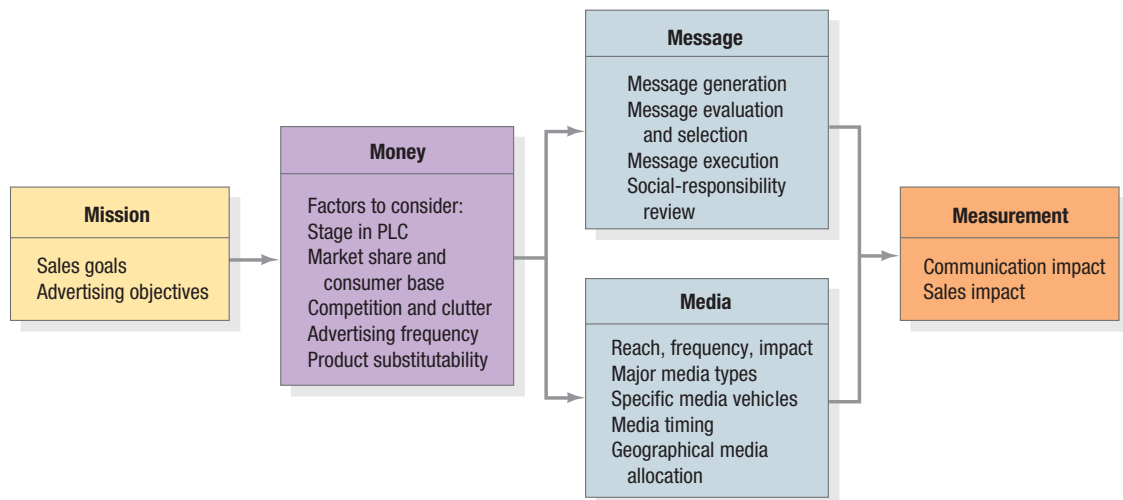 Mission
Sales goals
Advertising objectives
Money
Factors to consider:
Stage in PLC
Market share and
consumer base
Competition and clutter
Advertising frequency
Product substitutability
Message
Message generation
Message evaluation
and selection
Message execution
Social-responsibility
review
Media
Reach, frequency, impact
Major media types
Specific media vehicles
Media timing
Geographical media
allocation
Measurement
Communication impact
Sales impact